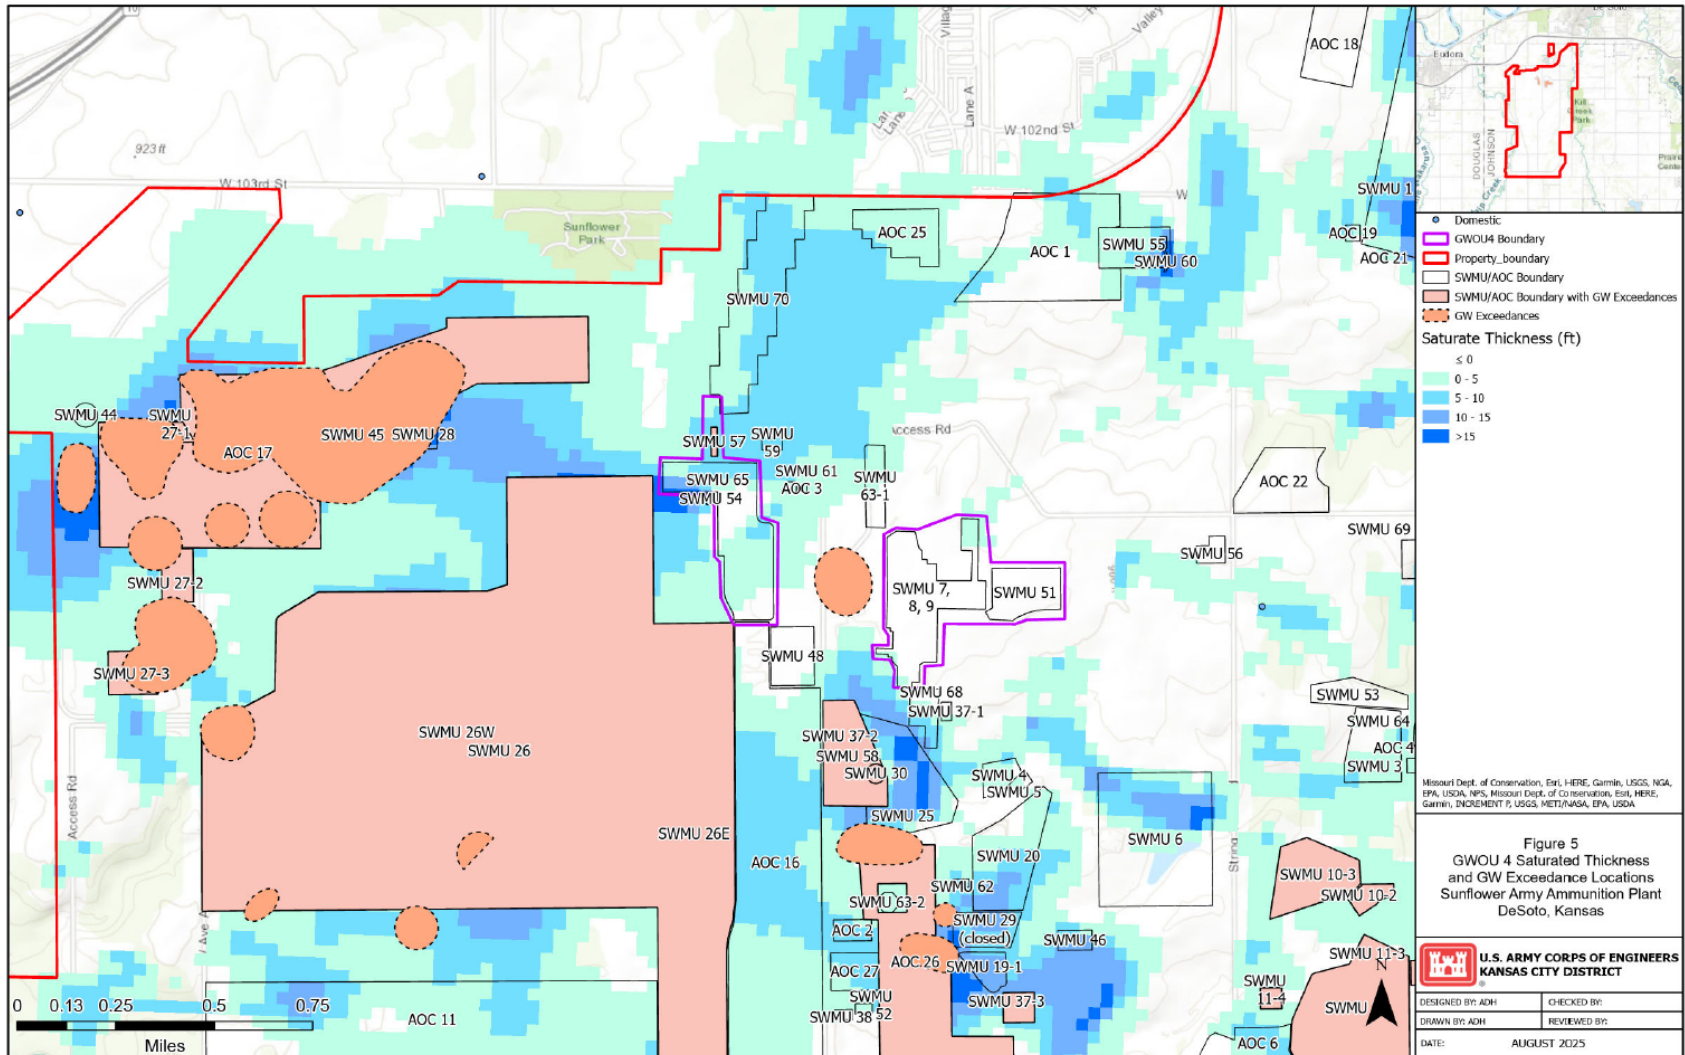 AOC 18
Valley
Lane A
W 102nd St
923 ft
W 103rd St
W
Sunflower
Park
SWMU 1
AOC 19
AOC 21
AOC 25
AOC 1
SWMU 55
SWMU 60
SWMU 70
SWMU 44
SWMU
27-1
AOC 17
SWMU 45
SWMU 28
SWMU 57
SWMU
59
SWMU 65
SWMU 54
SWMU 61
AOC 3
SWMU
63-1
Access Rd
AOC 22
SWMU 69
SWMU 56
SWMU 27-2
SWMU 7,
8, 9
SWMU 51
SWMU 27-3
SWMU 48
SWMU 68
SWMU 37-1
SWMU 53
SWMU 64
AOC 4
SWMU 3
SWMU 26W
SWMU 26
SWMU 37-2
SWMU 58
SWMU 30
SWMU 4
SWMU 5
SWMU 25
SWMU 26E
AOC 16
SWMU 20
SWMU 6
Access Rd
SWMU 62
SWMU 63-2
SWMU 29
(closed)
AOC 2
SWMU 46
AOC 26
SWMU 19-1
AOC 27
SWMU 37-3
SWMU
52
SWMU 38
AOC 11
SWMU 10-3
SWMU 10-2
SWMU 11-3
SWMU
11-4
SWMU
AOC 6
N
0 0.13 0.25 0.5 0.75
Miles
Eudora
De Soto
Kill
Creek
Park
DOUGLAS
JOHNSON
Domestic
GWOU4 Boundary
Property_boundary
SWMU/AOC Boundary
SWMU/AOC Boundary with GW Exceedances
GW Exceedances
Saturate Thickness (ft)
≤ 0
0 - 5
5 - 10
10 - 15
>15
Missouri Dept. of Conservation, Esri, HERE, Garmin, USGS, NGA,
EPA, USDA, NPS, Missouri Dept. of Conservation, Esri, HERE,
Garmin, INCREMENT P, USGS, METI/NASA, EPA, USDA
Figure 5
GWOU 4 Saturated Thickness
and GW Exceedance Locations
Sunflower Army Ammunition Plant
DeSoto, Kansas
U.S. ARMY CORPS OF ENGINEERS
KANSAS CITY DISTRICT
DESIGNED BY: ADH
CHECKED BY:
DRAWN BY: ADH
REVIEWED BY:
DATE: AUGUST 2025